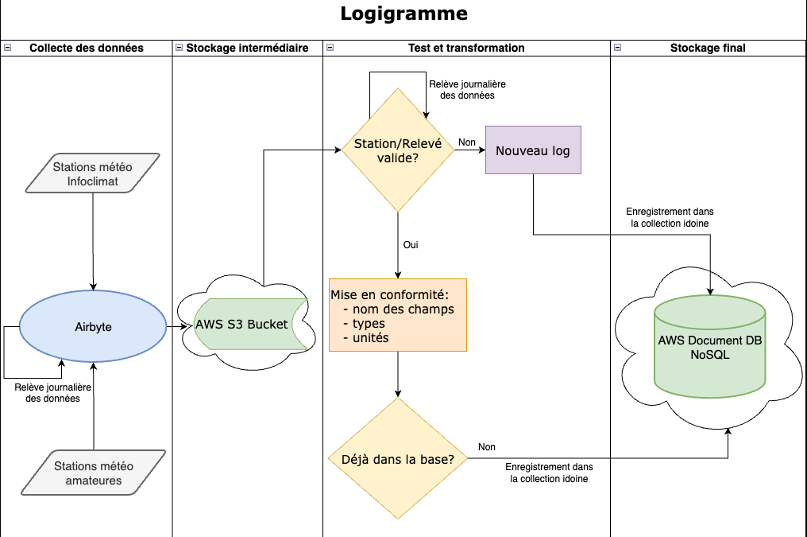 Logigramme
Collecte des données
Stockage intermédiaire
Test et transformation
Stockage final
Relève journalière
des données
Station/Relevé
valide?
Non
Nouveau log
Stations météo
Infoclimat
Enregistrement dans
la collection idoine
Oui
Mise en conformité:
- nom des champs
- types
- unités
Airbyte
AWS S3 Bucket
AWS Document DB
NoSQL
Relève journalière
des données
Stations météo
amateures
Déjà dans la base?
Non
Enregistrement dans
la collection idoine